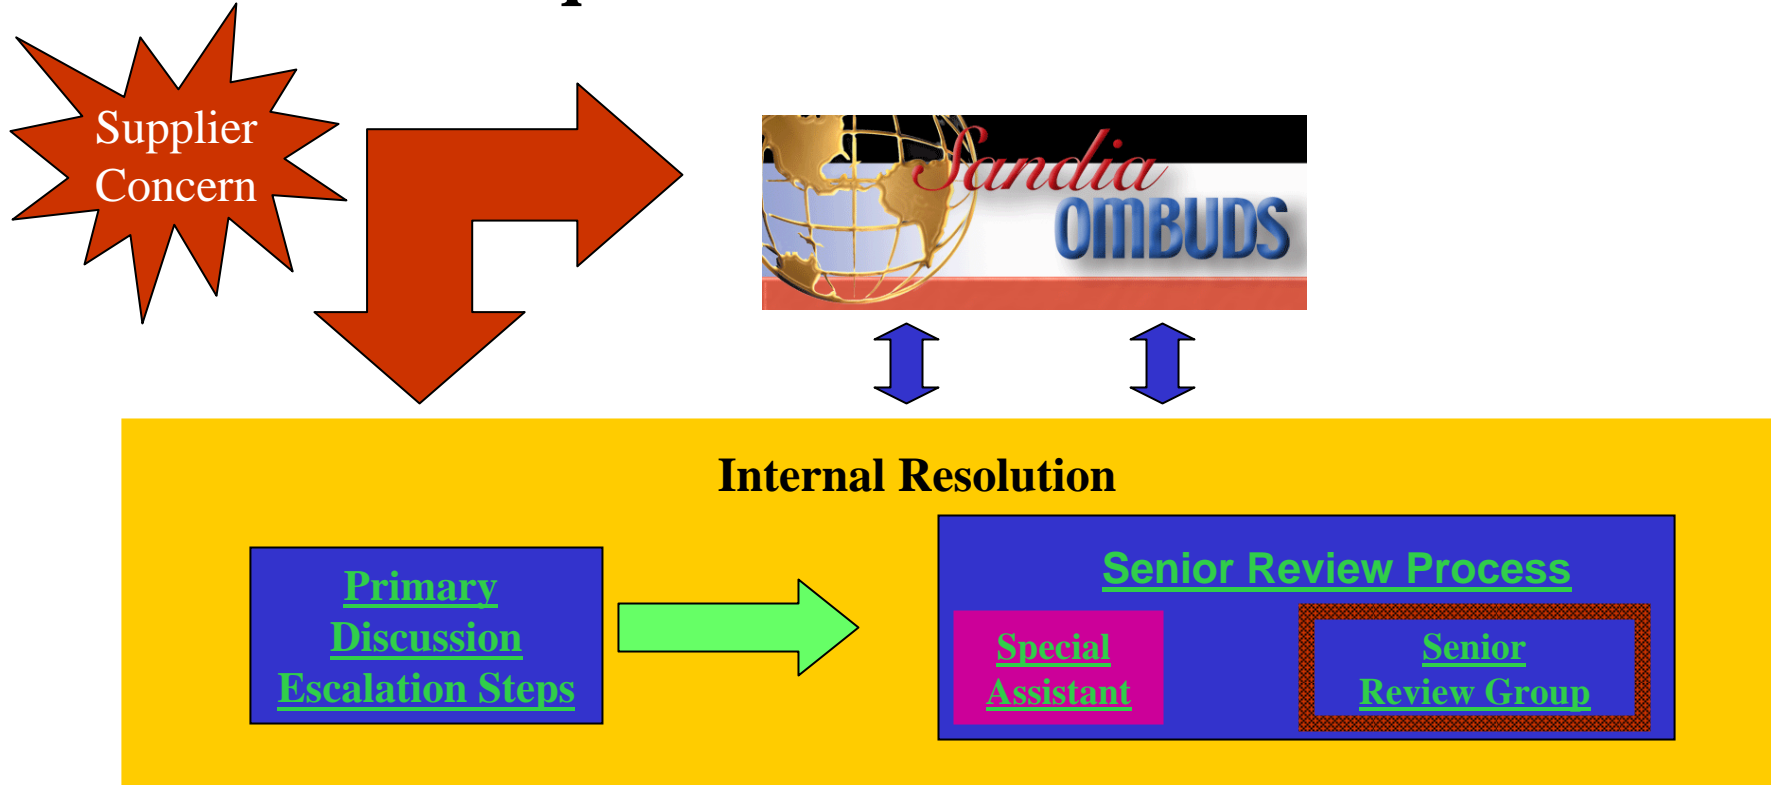 Supplier
Concern
Sandia
OMBUDS
Internal Resolution
Primary
Discussion
Escalation Steps
Senior Review Process
Special
Assistant
Senior
Review Group